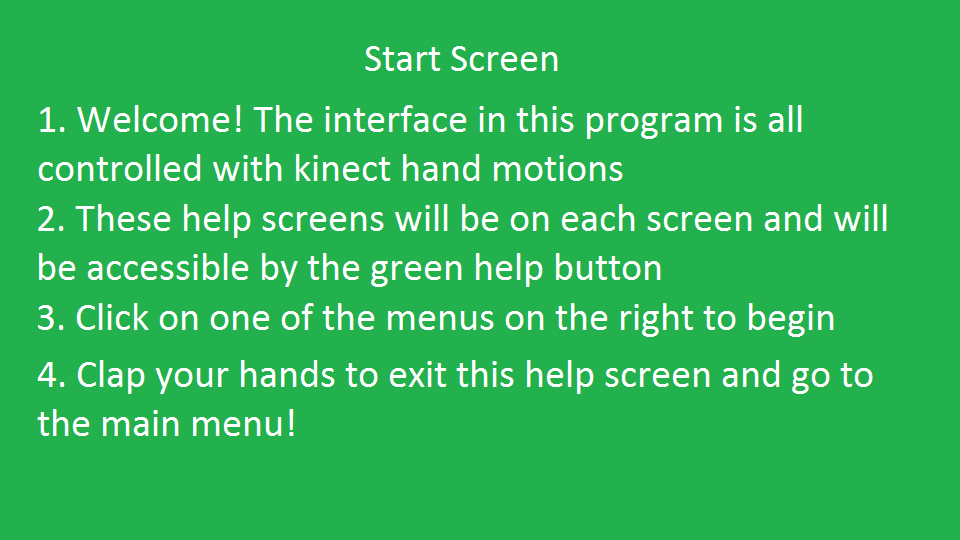 Start Screen
1. Welcome! The interface in this program is all
controlled with kinect hand motions
2. These help screens will be on each screen and will
be accessible by the green help button
3. Click on one of the menus on the right to begin
4. Clap your hands to exit this help screen and go to
the main menu!